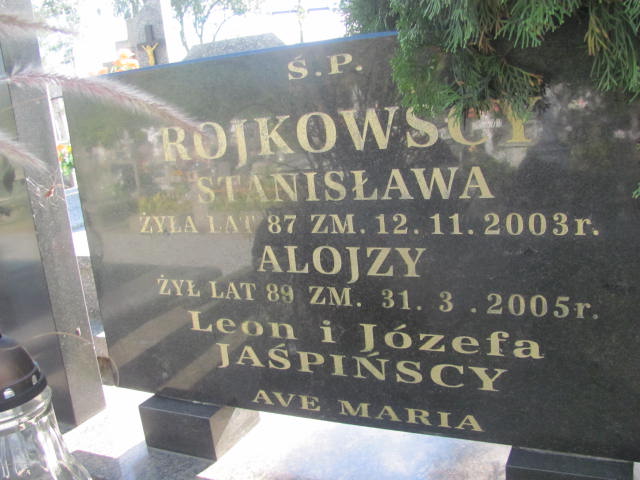 Ś.P.
ROJKOWSCY
STANISŁAWA
ŻYŁA LAT 87 ZM. 12.11.2003r.
ALOJZY
ŻYŁ LAT 89 ZM. 31. 3 .2005r.
Leon i Józefa
JAŚPIŃSCY
AVE MARIA